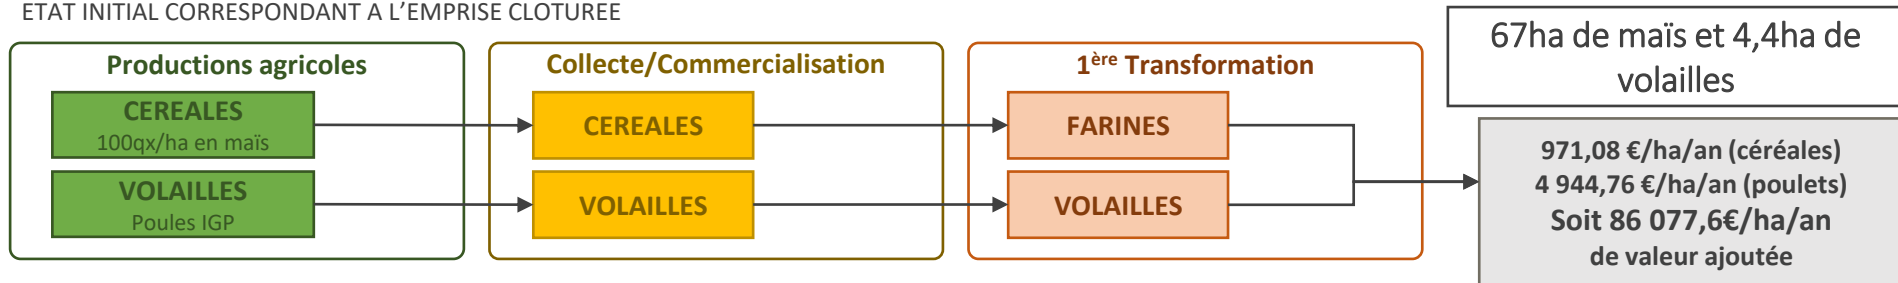 ETAT INITIAL CORRESPONDANT A L’EMPRISE CLOTUREE
Productions agricoles
CEREALES
100qx/ha en maïs
VOLAILLES
Poules IGP
Collecte/Commercialisation
CEREALES
VOLAILLES
1ère Transformation
FARINES
VOLAILLES
67ha de maïs et 4,4ha de
volailles
971,08 €/ha/an (céréales)
4 944,76 €/ha/an (poulets)
Soit 86 077,6€/ha/an
de valeur ajoutée